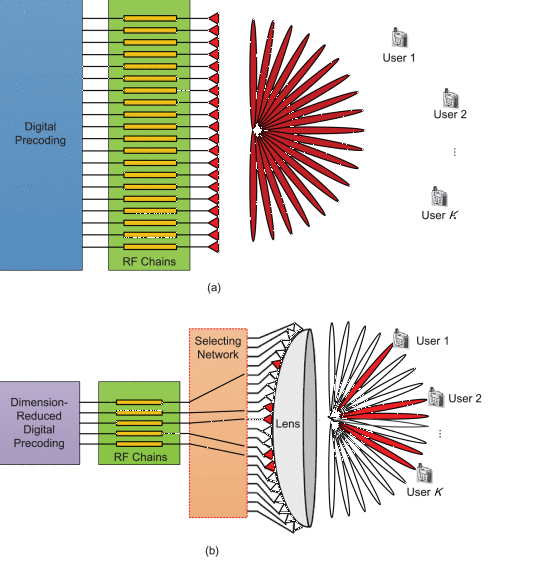 Digital
Precoding
RF Chains
User 1
User 2
...
User K
(a)
Dimension-
Reduced
Digital
Precoding
RF Chains
Selecting
Network
Lens
User 1
User 2
...
User K
(b)